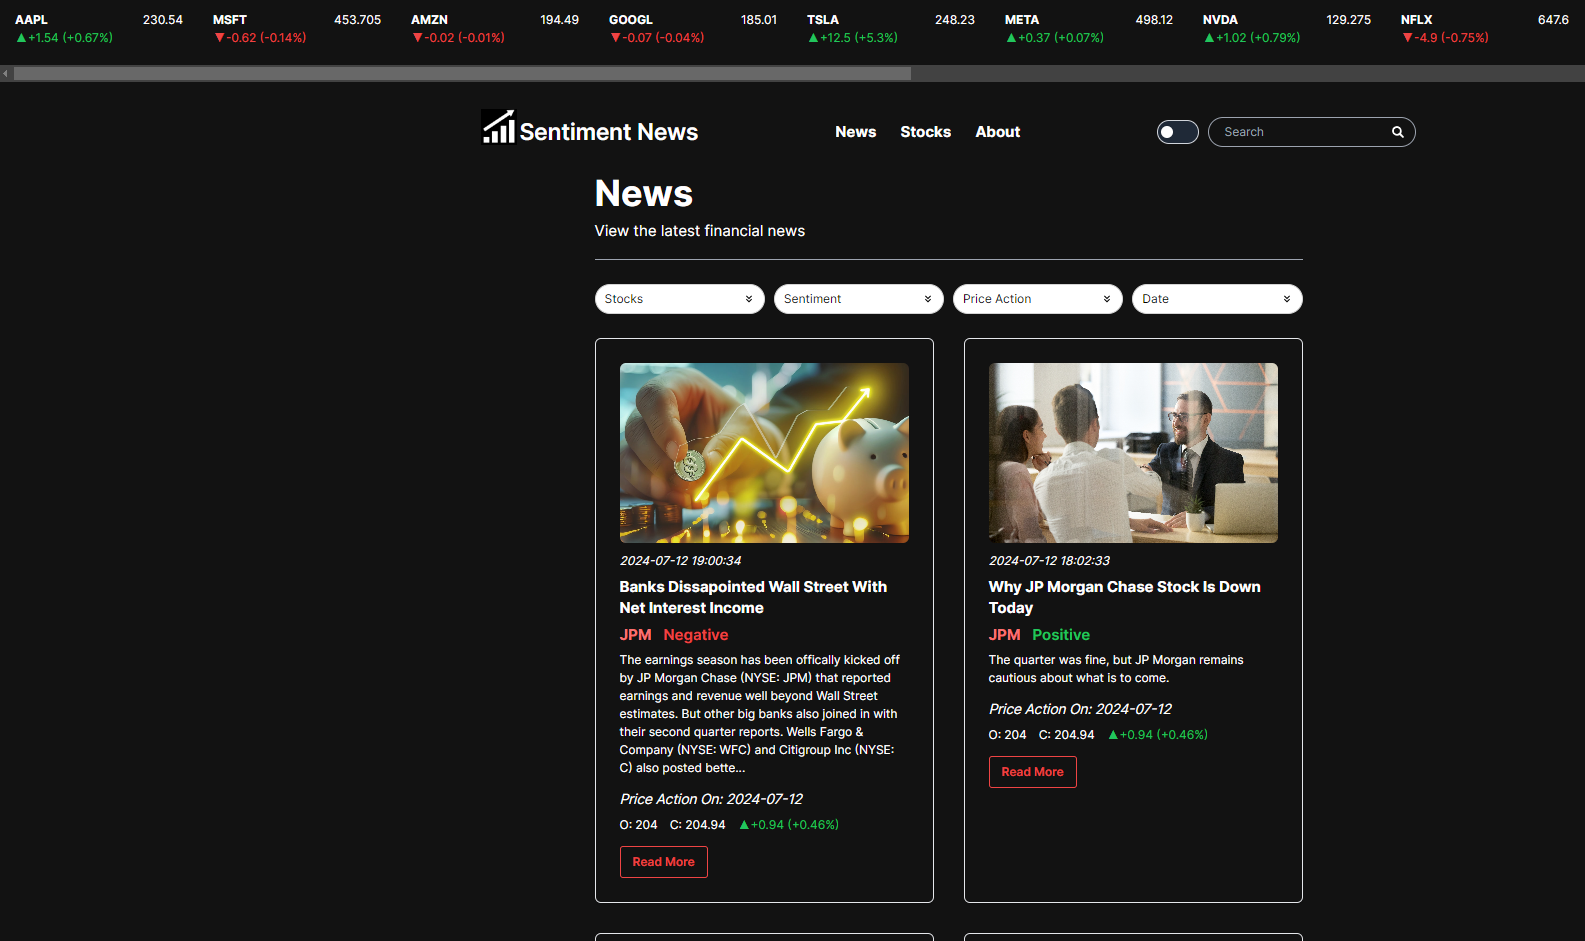 AAPL 230.54 MSFT 453.705 AMZN 194.49 GOOGL 185.01 TSLA 248.23 META 498.12 NVDA 129.275 NFLX 647.6
▲+1.54 (+0.67%) ▼-0.62 (-0.14%) ▼-0.02 (-0.01%) ▼-0.07 (-0.04%) ▲+12.5 (+5.3%) ▲+0.37 (+0.07%) ▲+1.02 (+0.79%) ▼-4.9 (-0.75%)
Sentiment News News Stocks About Search
News
View the latest financial news
Stocks Sentiment Price Action Date
2024-07-12 19:00:34
Banks Dissapointed Wall Street With
Net Interest Income
JPM Negative
The earnings season has been offically kicked off
by JP Morgan Chase (NYSE: JPM) that reported
earnings and revenue well beyond Wall Street
estimates. But other big banks also joined in with
their second quarter reports. Wells Fargo &
Company (NYSE: WFC) and Citigroup Inc (NYSE:
C) also posted bette...
Price Action On: 2024-07-12
O: 204 C: 204.94 ▲+0.94 (+0.46%)
Read More
2024-07-12 18:02:33
Why JP Morgan Chase Stock Is Down
Today
JPM Positive
The quarter was fine, but JP Morgan remains
cautious about what is to come.
Price Action On: 2024-07-12
O: 204 C: 204.94 ▲+0.94 (+0.46%)
Read More